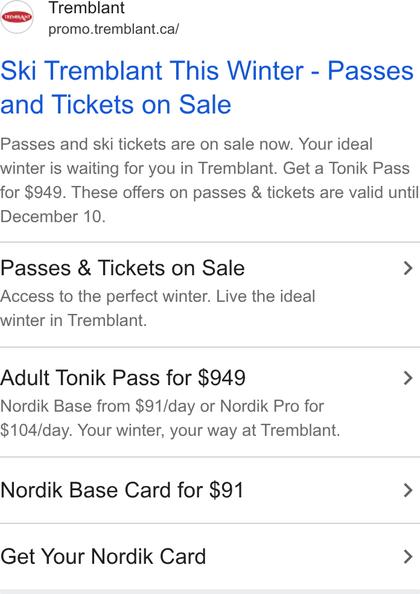 TREMBLANT
Tremblant
promo.tremblant.ca/
Ski Tremblant This Winter - Passes
and Tickets on Sale
Passes and ski tickets are on sale now. Your ideal
winter is waiting for you in Tremblant. Get a Tonik Pass
for $949. These offers on passes & tickets are valid until
December 10.
Passes & Tickets on Sale
Access to the perfect winter. Live the ideal
winter in Tremblant.
Adult Tonik Pass for $949
Nordik Base from $91/day or Nordik Pro for
$104/day. Your winter, your way at Tremblant.
Nordik Base Card for $91
Get Your Nordik Card